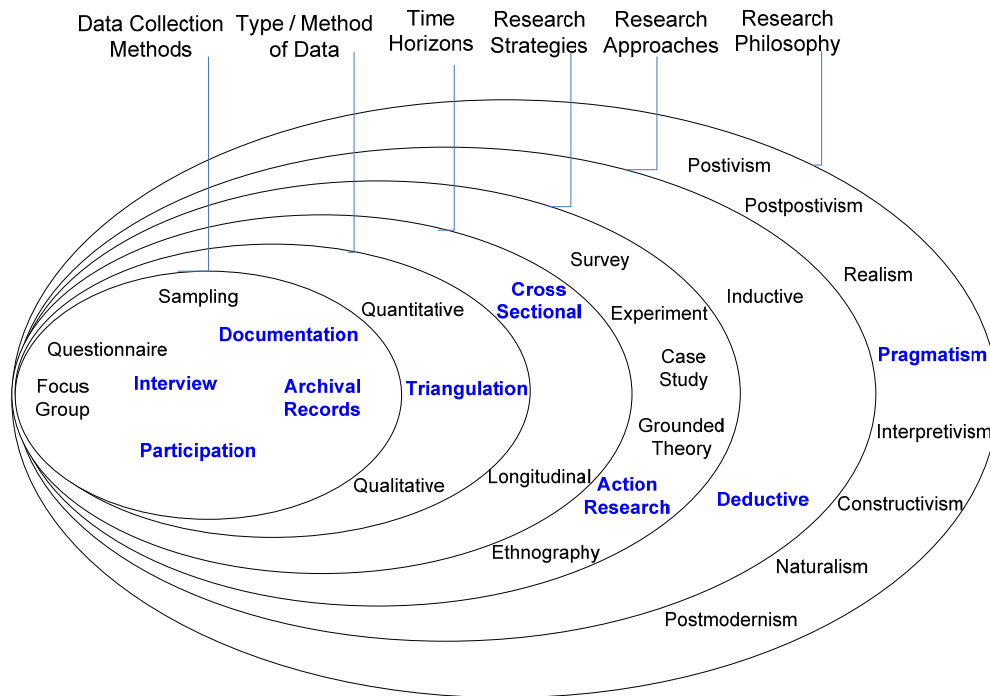 Data Collection
Methods
Type / Method
of Data
Time
Horizons
Research
Strategies
Research
Approaches
Research
Philosophy
Postivism
Postpostivism
Realism
Pragmatism
Interpretivism
Constructivism
Naturalism
Postmodernism
Inductive
Deductive
Survey
Experiment
Case
Study
Grounded
Theory
Action
Research
Ethnography
Cross
Sectional
Longitudinal
Quantitative
Triangulation
Qualitative
Sampling
Documentation
Questionnaire
Interview
Focus
Group
Archival
Records
Participation